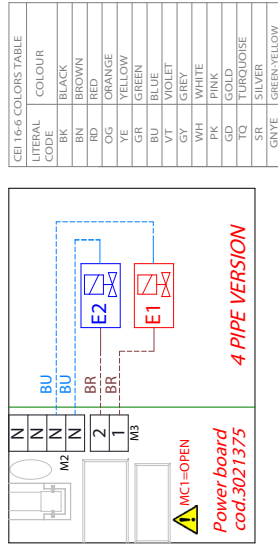 N
N
N
N
M2
2
1
M3
BU
BU
BR
BR
E2
E1
MC1=OPEN
Power board
cod.3021375
4 PIPE VERSION
CEI 16-6 COLORS TABLE
LITERAL CODE COLOUR
BK BLACK
BN BROWN
RD RED
OG ORANGE
YE YELLOW
GR GREEN
BU BLUE
VT VIOLET
GY GREY
WH WHITE
PK PINK
GD GOLD
TQ TURQUOISE
SR SILVER
GNYE GREEN-YELLOW